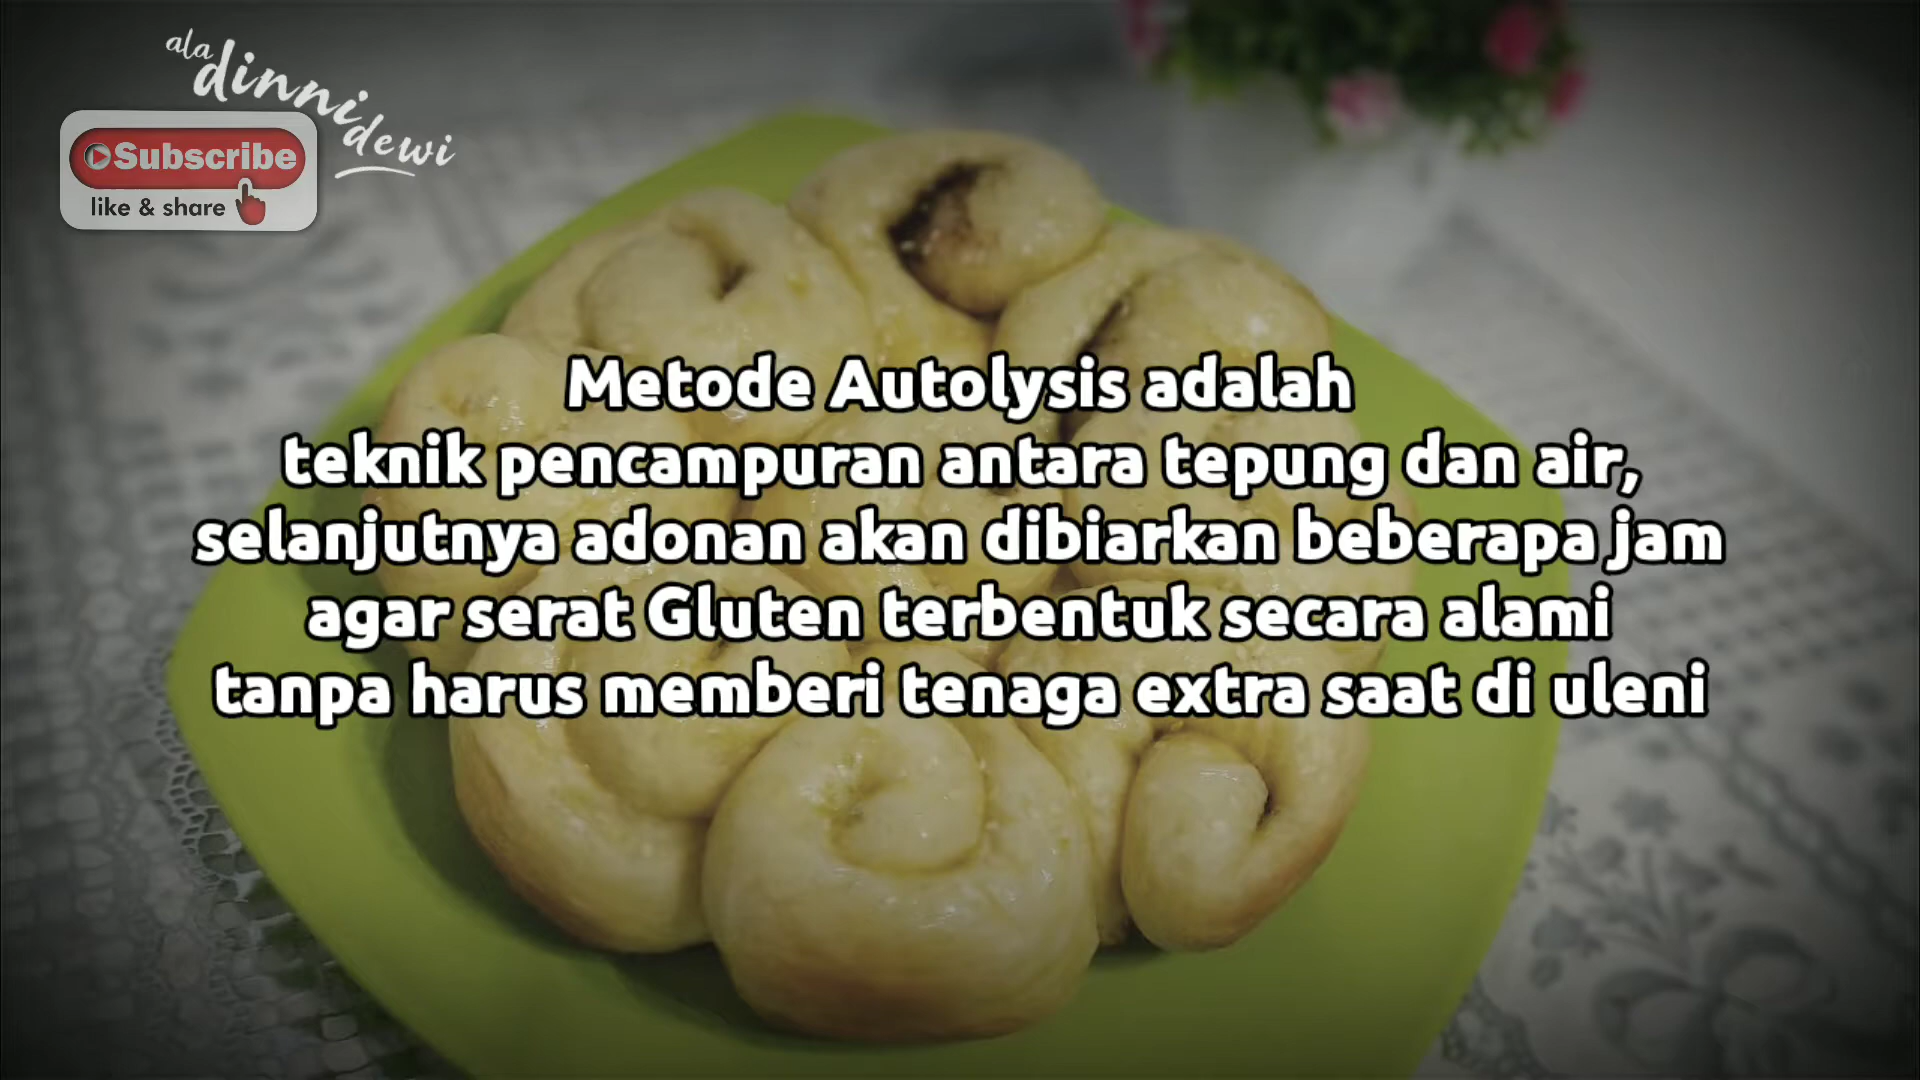 ala
dinni
dewi
Subscribe
like & share
Metode Autolysis adalah
teknik pencampuran antara tepung dan air,
selanjutnya adonan akan dibiarkan beberapa jam
agar serat Gluten terbentuk secara alami
tanpa harus memberi tenaga extra saat di uleni